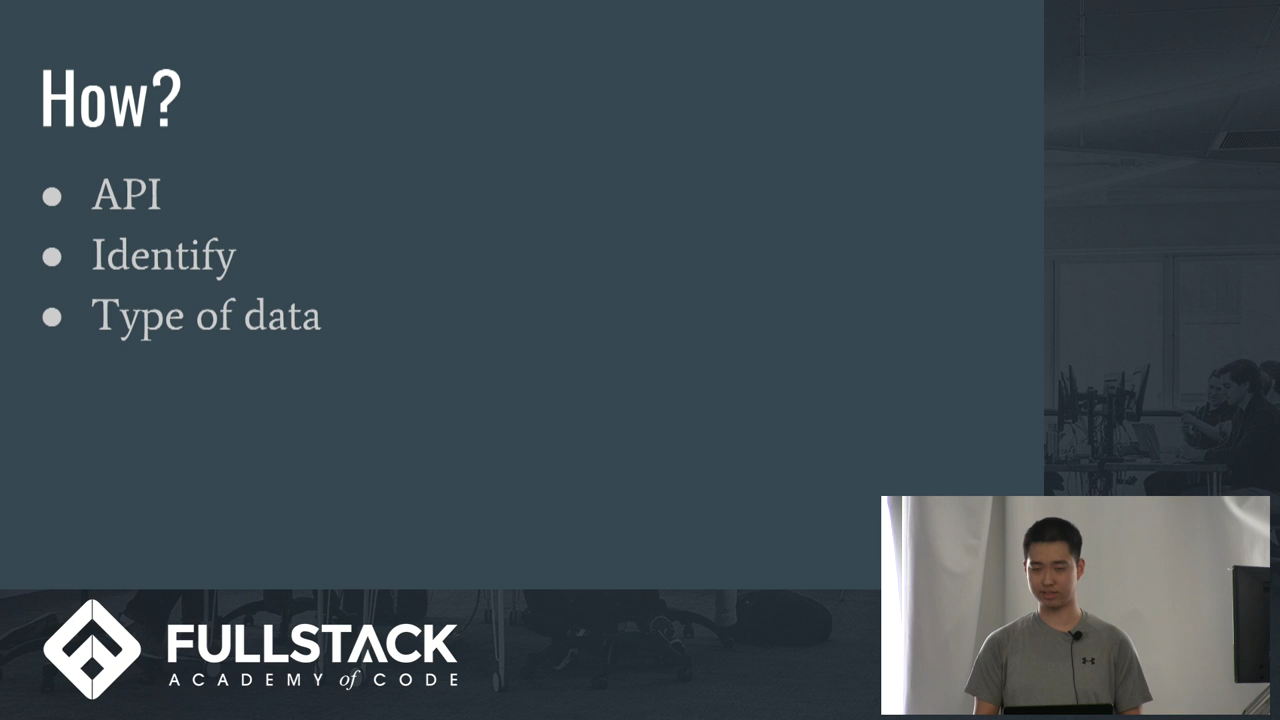 How?
● API
● Identify
● Type of data
FULLSTACK
ACADEMY of CODE